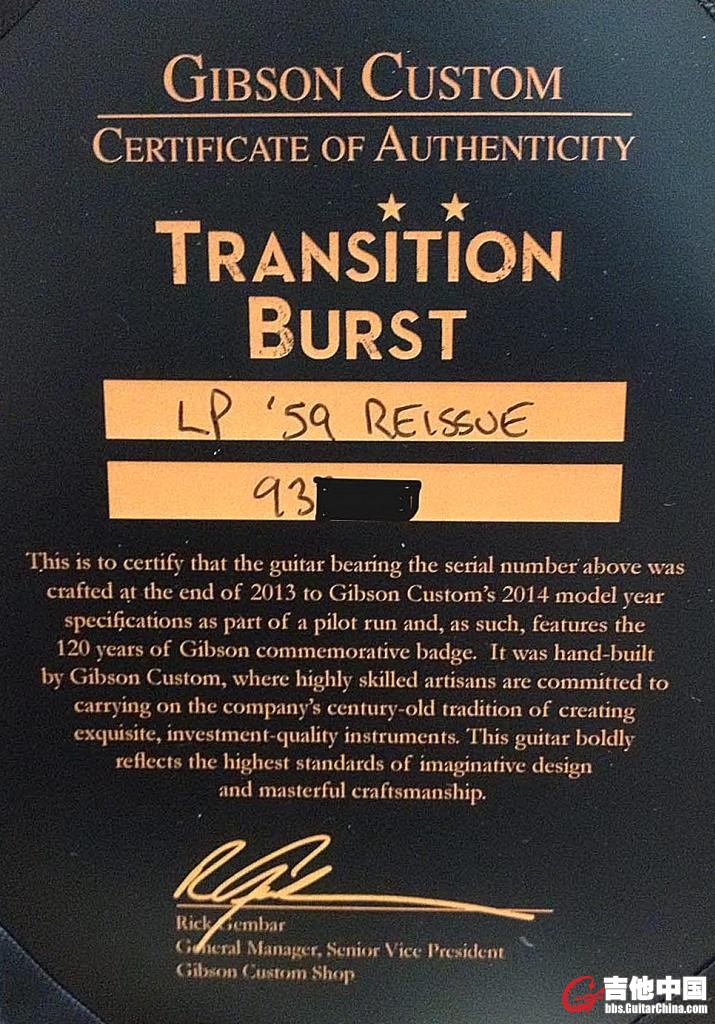 GIBSON CUSTOM
CERTIFICATE OF AUTHENTICITY
TRANSITION
BURST
LP '59 REISSUE
93
This is to certify that the guitar bearing the serial number above was
crafted at the end of 2013 to Gibson Custom's 2014 model year
specifications as part of a pilot run and, as such, features the
120 years of Gibson commemorative badge. It was hand-built
by Gibson Custom, where highly skilled artisans are committed to
carrying on the company's century-old tradition of creating
exquisite, investment-quality instruments. This guitar boldly
reflects the highest standards of imaginative design
and masterful craftsmanship.
Rick Gembar
General Manager, Senior Vice President
Gibson Custom Shop
吉他中国
bbs.GuitarChina.com